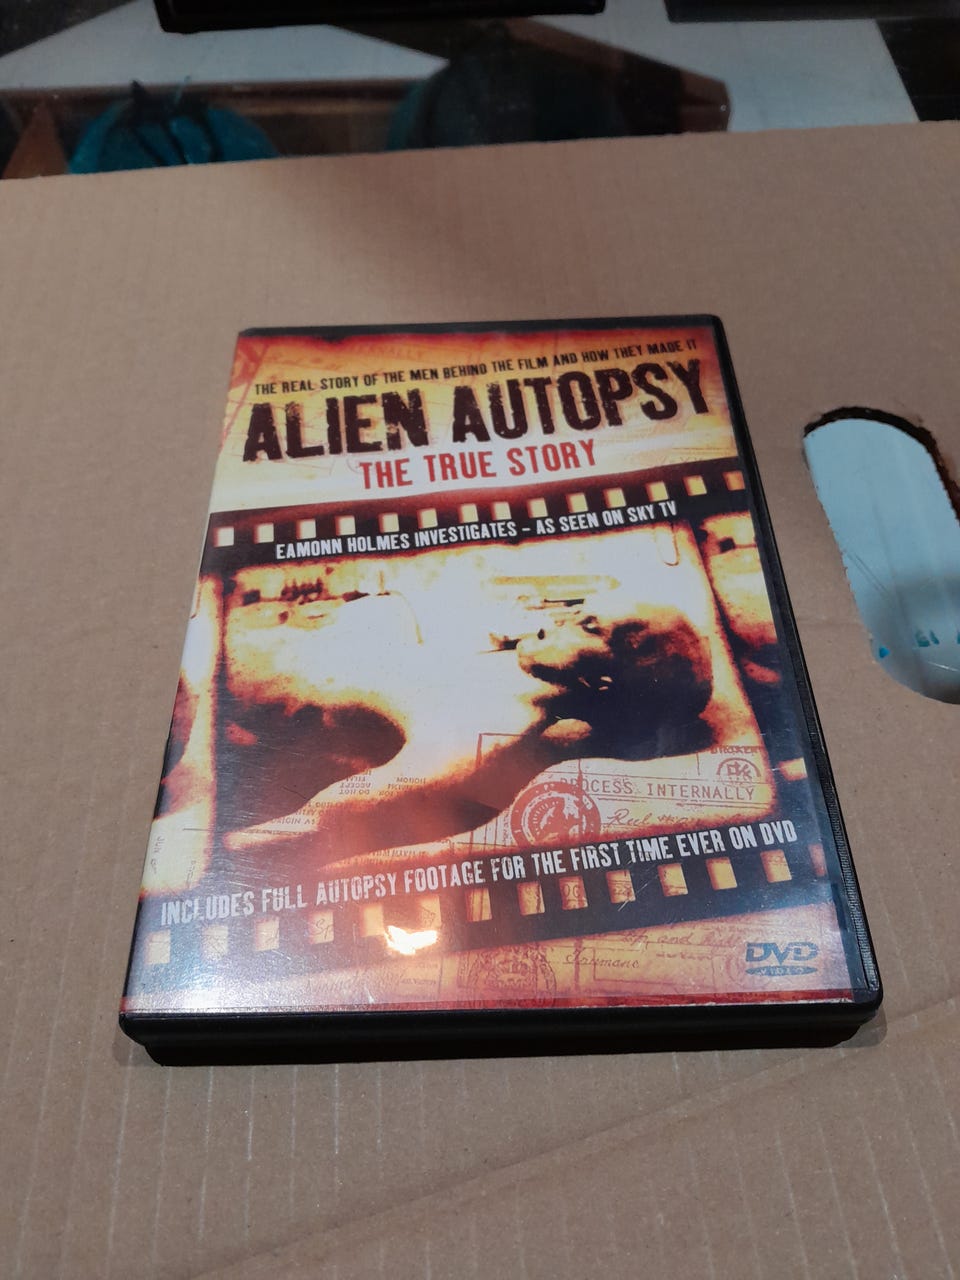 THE REAL STORY OF THE MEN BEHIND THE FILM AND HOW THEY MADE IT
ALIEN AUTOPSY
THE TRUE STORY
EAMONN HOLMES INVESTIGATES - AS SEEN ON SKY TV
PROCESS INTERNALLY
Reel
INCLUDES FULL AUTOPSY FOOTAGE FOR THE FIRST TIME EVER ON DVD
DVD
VIDEO